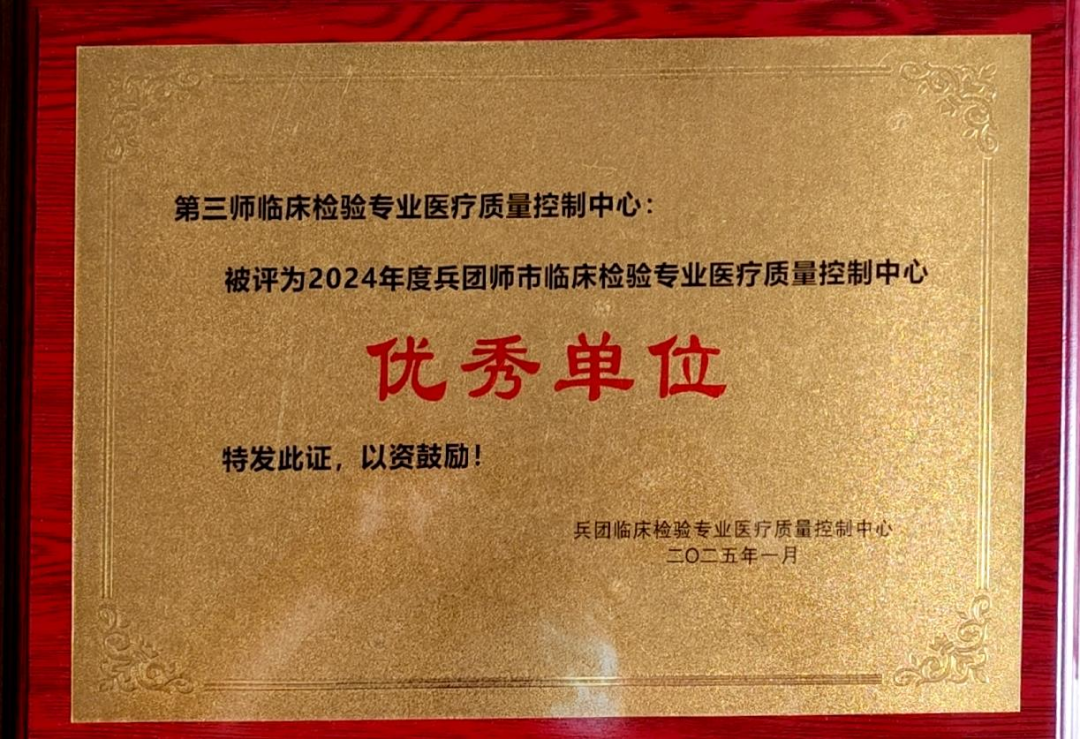 第三师临床检验专业医疗质量控制中心：
被评为2024年度兵团师市临床检验专业医疗质量控制中心
优秀单位
特发此证，以资鼓励！
兵团临床检验专业医疗质量控制中心
二〇二五年一月